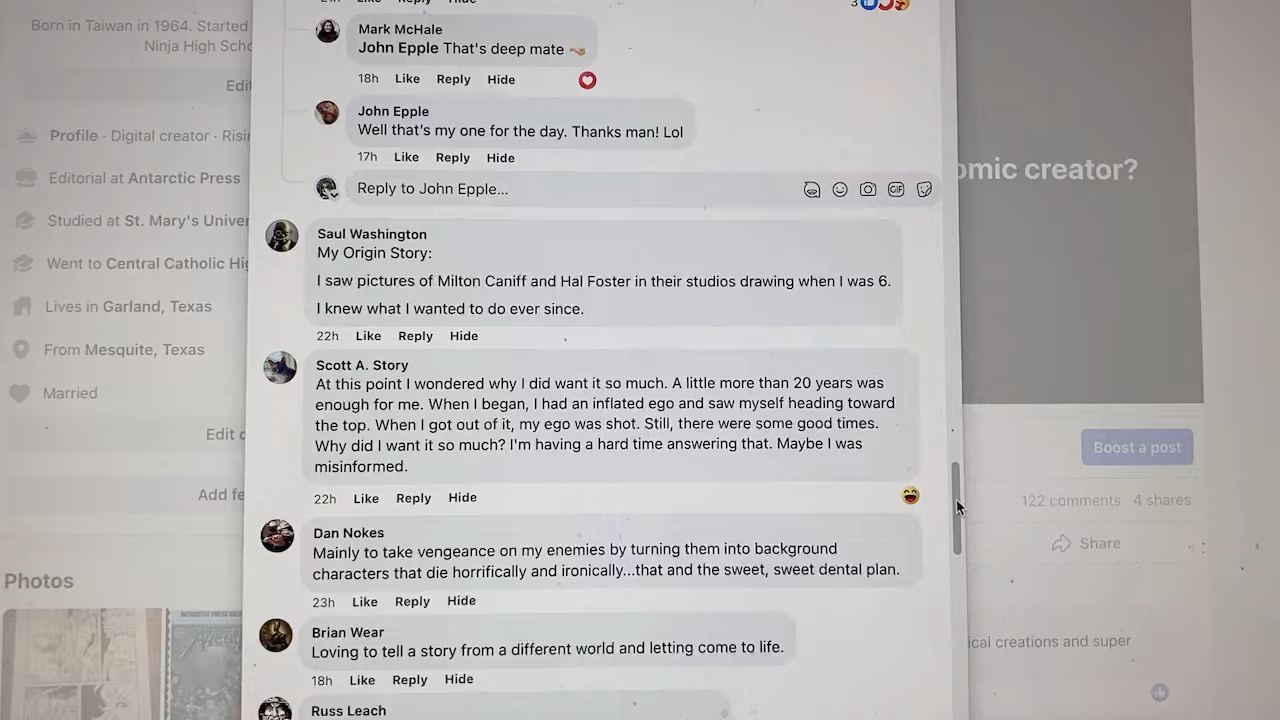 Born in Taiwan in 1964. Started
Ninja High Scho
Edit
Profile · Digital creator · Risin
Editorial at Antarctic Press
Studied at St. Mary's Univer
Went to Central Catholic Hig
Lives in Garland, Texas
From Mesquite, Texas
Married
Edit d
Add fe
Photos
21h Like Reply Hide
3
Mark McHale
John Epple That's deep mate
18h Like Reply Hide
John Epple
Well that's my one for the day. Thanks man! Lol
17h Like Reply Hide
Reply to John Epple...
GIF
Saul Washington
My Origin Story:
I saw pictures of Milton Caniff and Hal Foster in their studios drawing when I was 6.
I knew what I wanted to do ever since.
22h Like Reply Hide
Scott A. Story
At this point I wondered why I did want it so much. A little more thn 20 years was
enough for me. When I began, I had an inflated ego and saw myself heading toward
the top. When I got out of it, my ego was shot. Still, there were some good times.
Why did I want it so much? I'm having a hard time answering that. Maybe I was
misinformed.
22h Like Reply Hide
Dan Nokes
Mainly to take vengeance on my enemies by turning them into background
characters that die horrifically and ironically...that and the sweet, sweet dental plan.
23h Like Reply Hide
Brian Wear
Loving to tell a story from a different world and letting come to life.
18h Like Reply Hide
Russ Leach
omic creator?
Boost a post
122 comments 4 shares
Share
ical creations and super